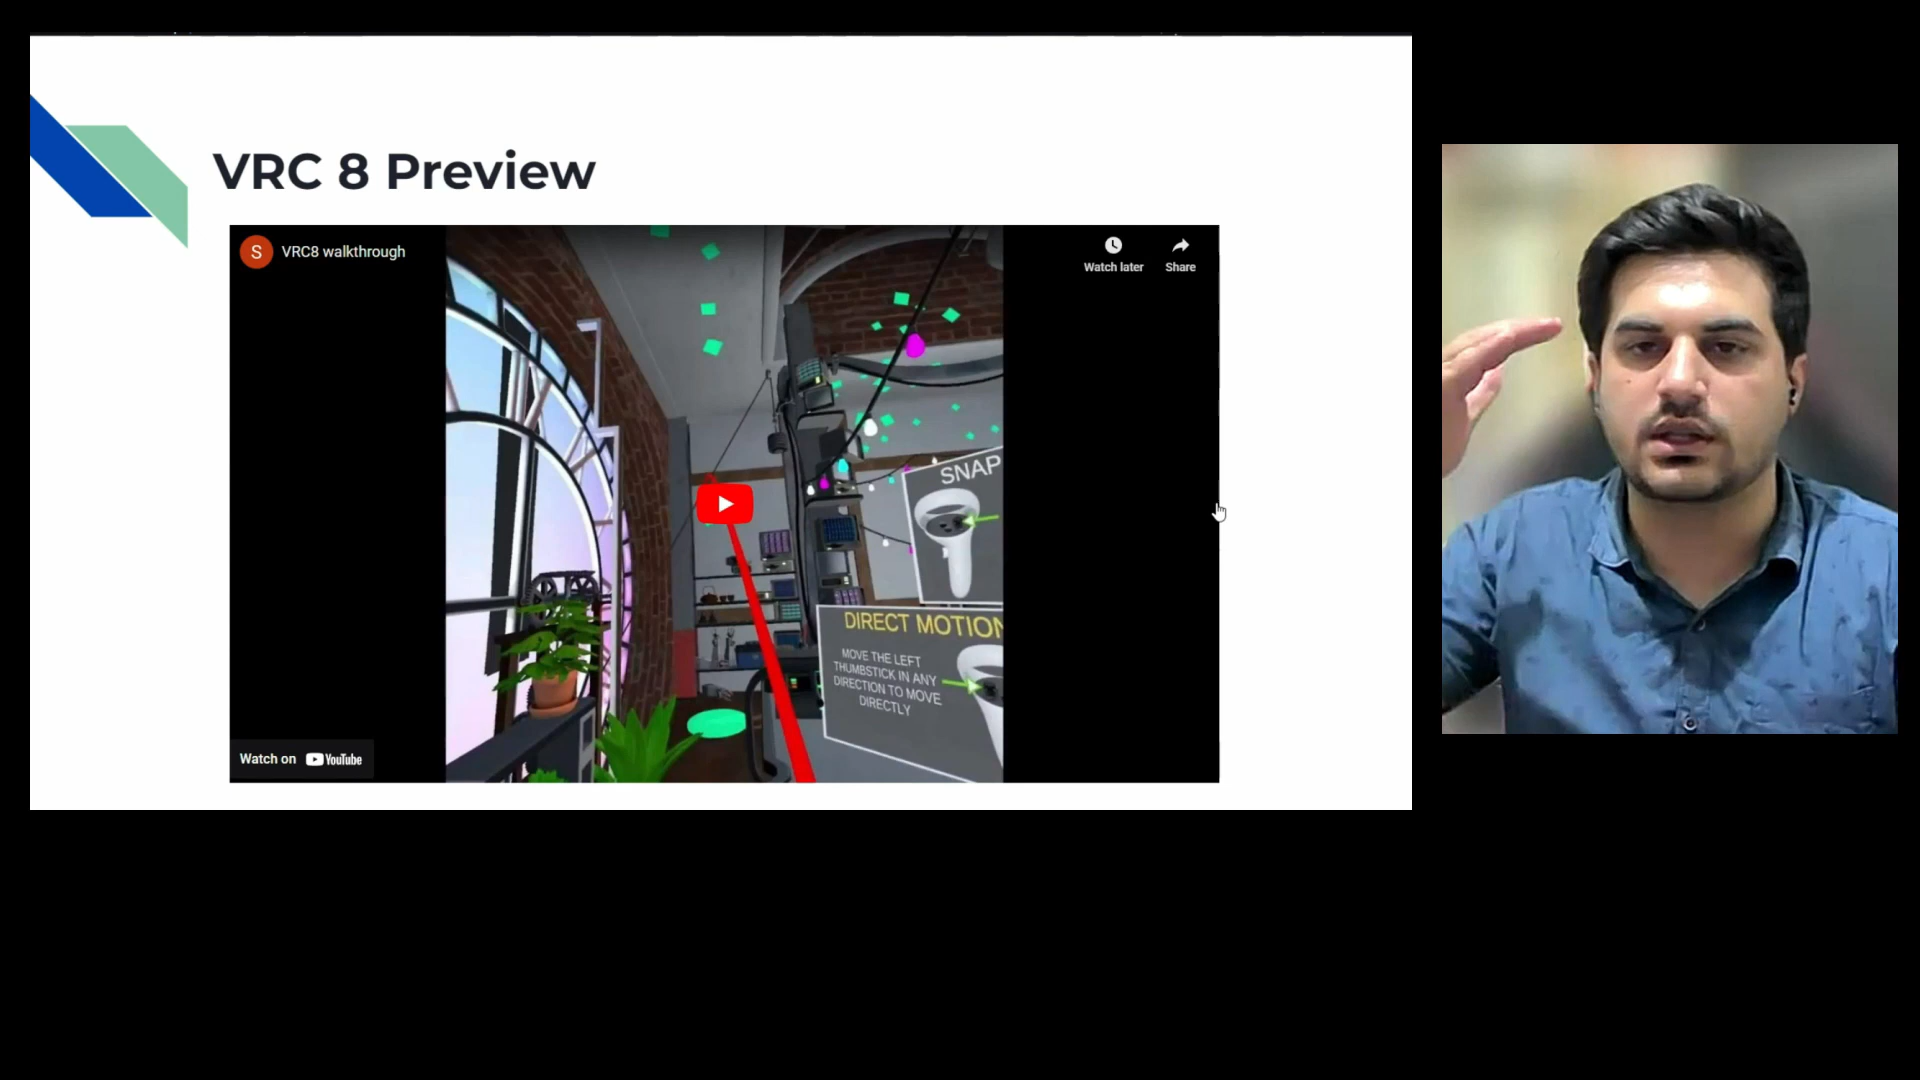 VRC 8 Preview
S
VRC8 walkthrough
Watch later
Share
SNAP
DIRECT MOTION
MOVE THE LEFT
THUMBSTICK IN ANY
DIRECTION TO MOVE
DIRECTLY
Watch on YouTube